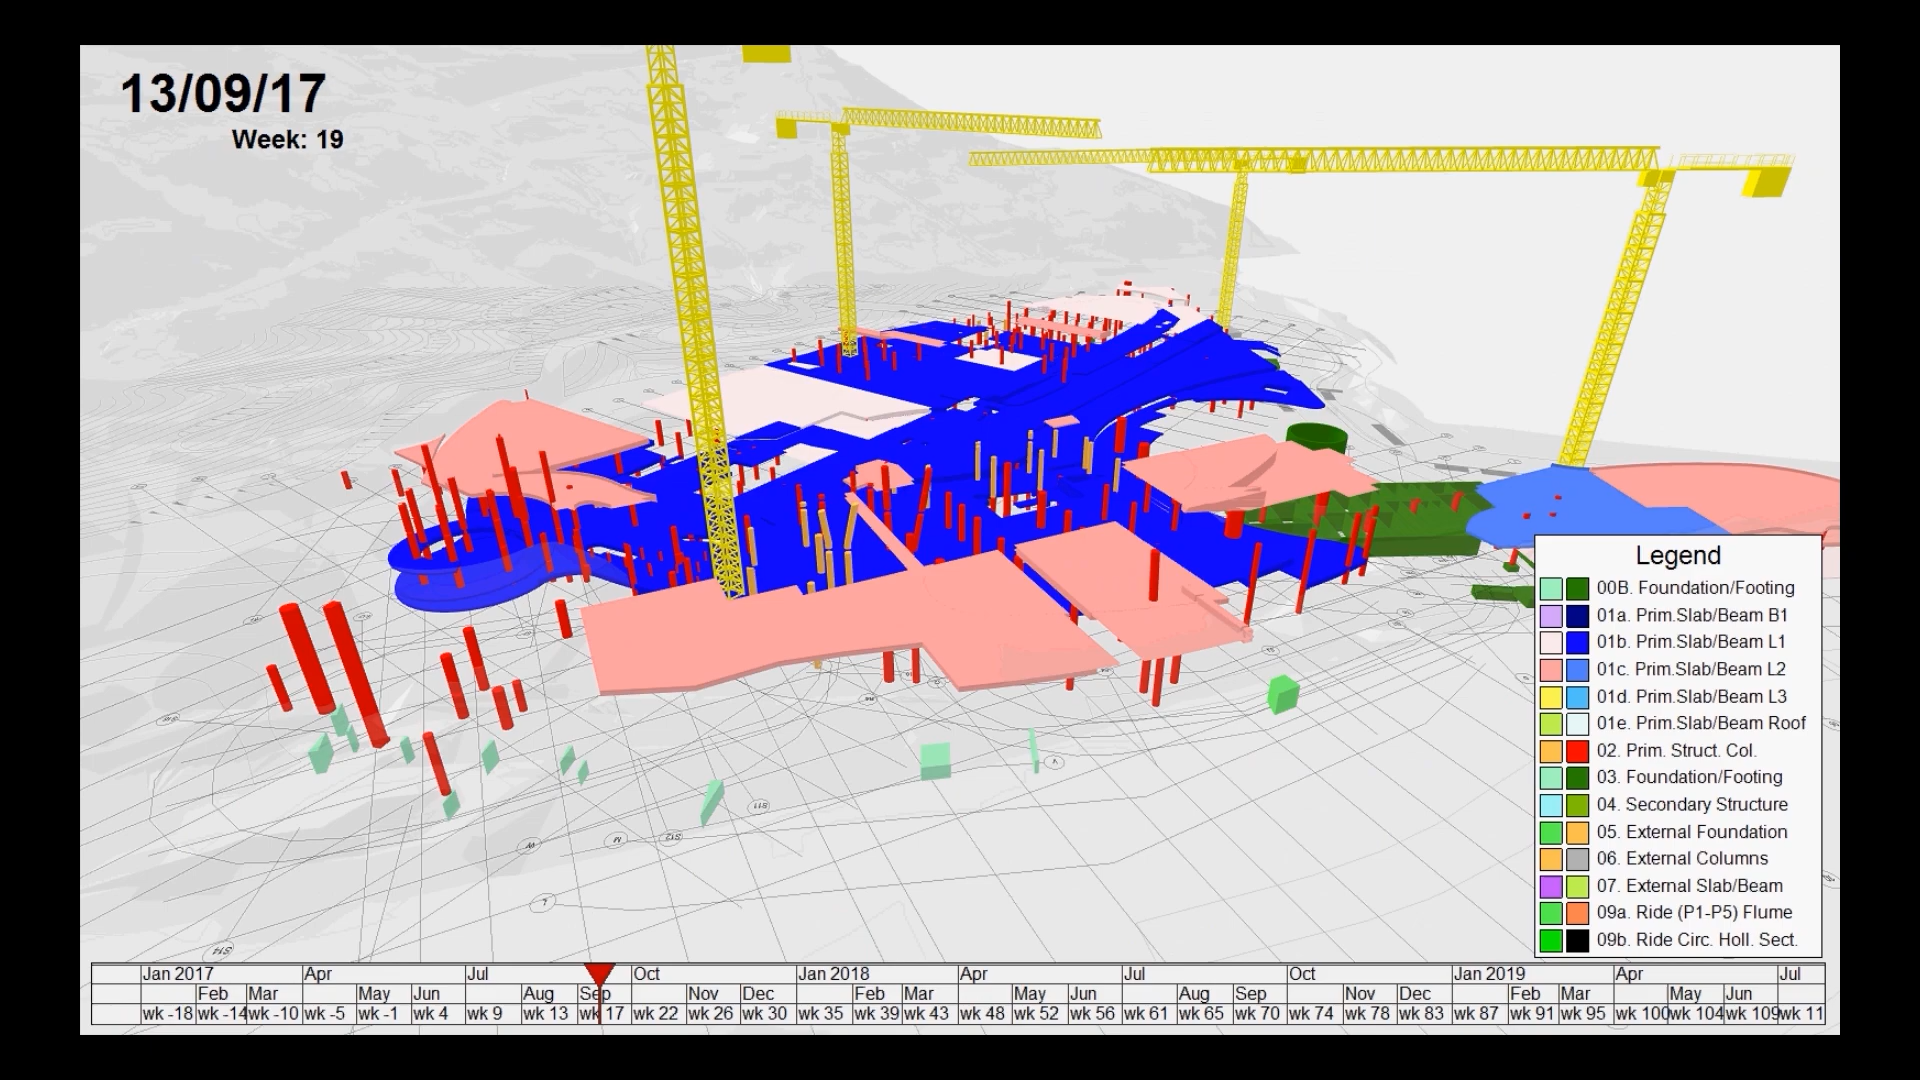 13/09/17
Week: 19
Legend
00B. Foundation/Footing
01a. Prim.Slab/Beam B1
01b. Prim.Slab/Beam L1
01c. Prim.Slab/Beam L2
01d. Prim.Slab/Beam L3
01e. Prim.Slab/Beam Roof
02. Prim. Struct. Col.
03. Foundation/Footing
04. Secondary Structure
05. External Foundation
06. External Columns
07. External Slab/Beam
09a. Ride (P1-P5) Flume
09b. Ride Circ. Holl. Sect.
S11
S12
M
L
S14
Jan 2017 Apr Jul Oct Jan 2018 Apr Jul Oct Jan 2019 Apr Jul
Feb Mar May Jun Aug Sep Nov Dec Feb Mar May Jun Aug Sep Nov Dec Feb Mar May Jun
wk -18 wk -14 wk -10 wk -5 wk -1 wk 4 wk 9 wk 13 wk 17 wk 22 wk 26 wk 30 wk 35 wk 39 wk 43 wk 48 wk 52 wk 56 wk 61 wk 65 wk 70 wk 74 wk 78 wk 83 wk 87 wk 91 wk 95 wk 100 wk 104 wk 109 wk 11